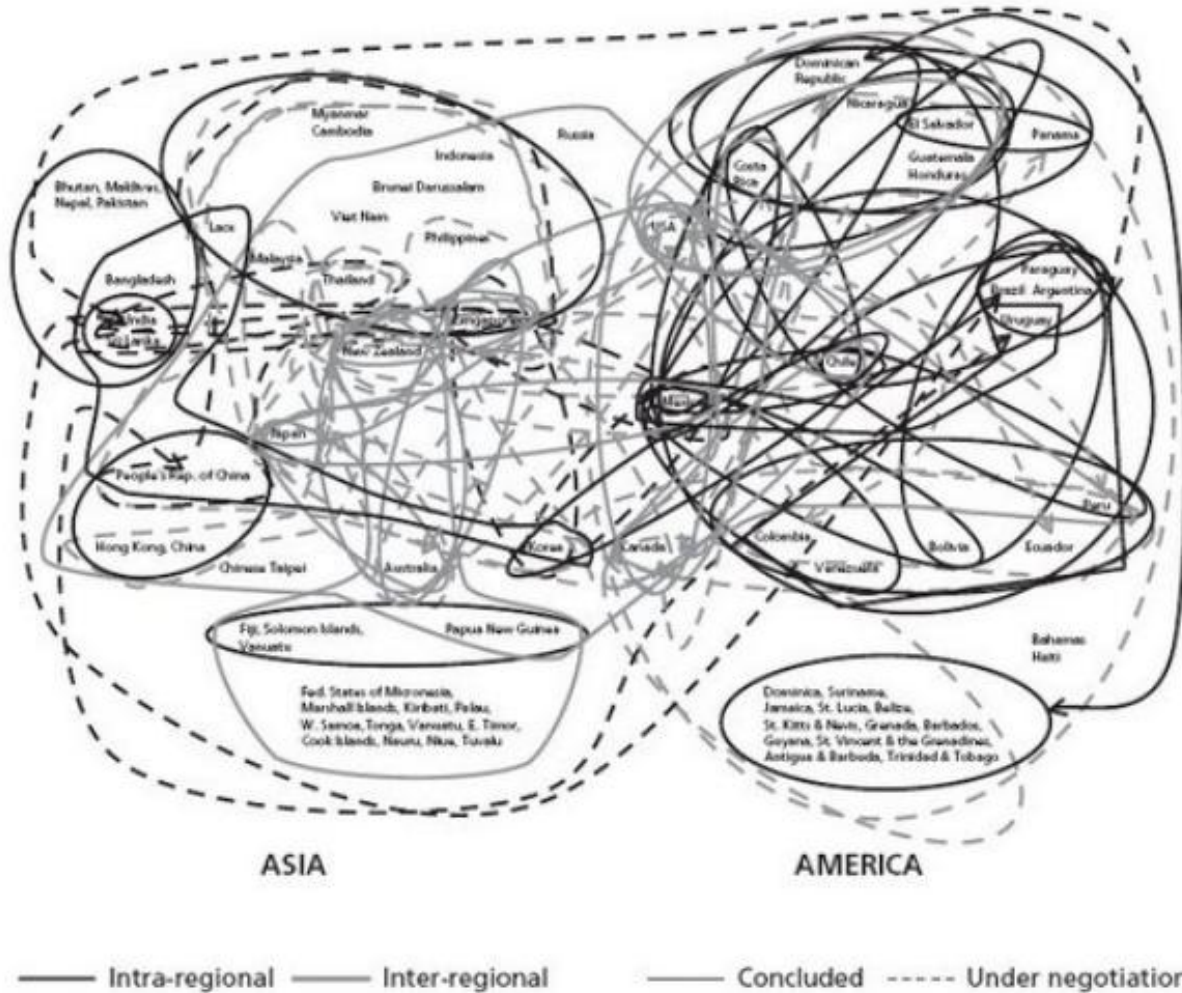 Dominican
Republic
Nicaragua
El Salvador
Panama
Guatemala
Honduras
Costa
Rica
Myanmar
Cambodia
Russia
Indonesia
Bhutan, Maldives,
Nepal, Pakistan
Brunei Darussalam
Viet Nam
Laos
Philippines
USA
Malaysia
Thailand
Bangladesh
Paraguay
Brazil Argentina
Uruguay
India
Sri Lanka
Singapore
New Zealand
Chile
Mexico
Japan
People's Rep. of China
Peru
Hong Kong, China
Chinese Taipei
Australia
Korea
Canada
Colombia
Venezuela
Bolivia
Ecuador
Fiji, Solomon Islands,
Vanuatu
Papua New Guinea
Bahamas
Haiti
Fed. States of Micronesia,
Marshall Islands, Kiribati, Palau,
W. Samoa, Tonga, Vanuatu, E. Timor,
Cook Islands, Nauru, Niue, Tuvalu
Dominica, Suriname,
Jamaica, St. Lucia, Belize,
St. Kitts & Nevis, Grenada, Barbados,
Guyana, St. Vincent & the Grenadines,
Antigua & Barbuda, Trinidad & Tobago
ASIA
AMERICA
Intra-regional
Inter-regional
Concluded
Under negotiation